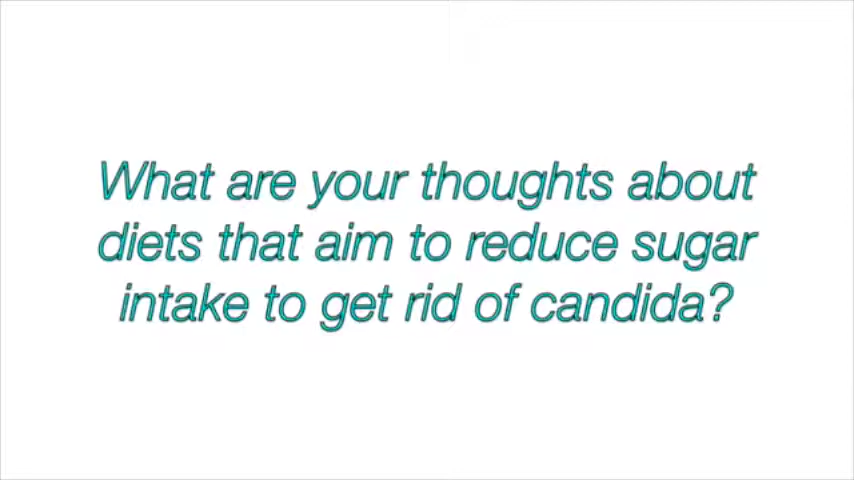 What are your thoughts about
diets that aim to reduce sugar
intake to get rid of candida?